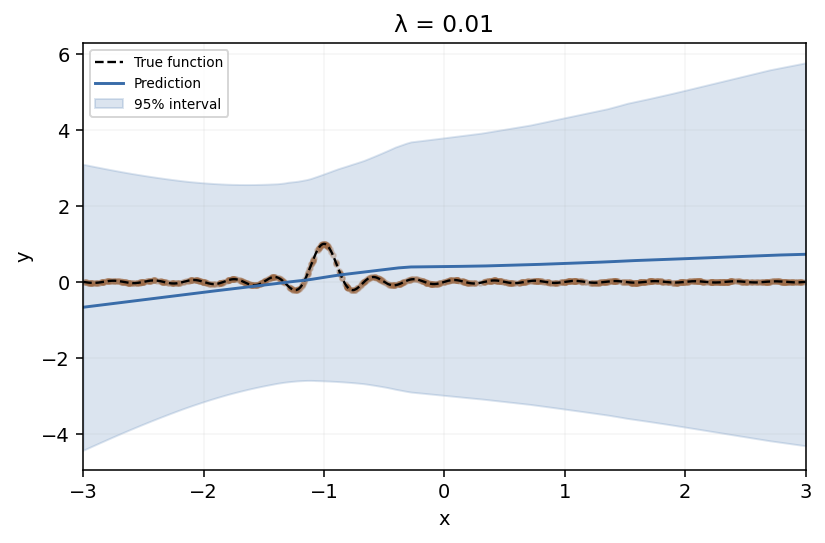 λ = 0.01
True function
Prediction
95% interval
6
4
2
0
−2
−4
y
−3 −2 −1 0 1 2 3
x